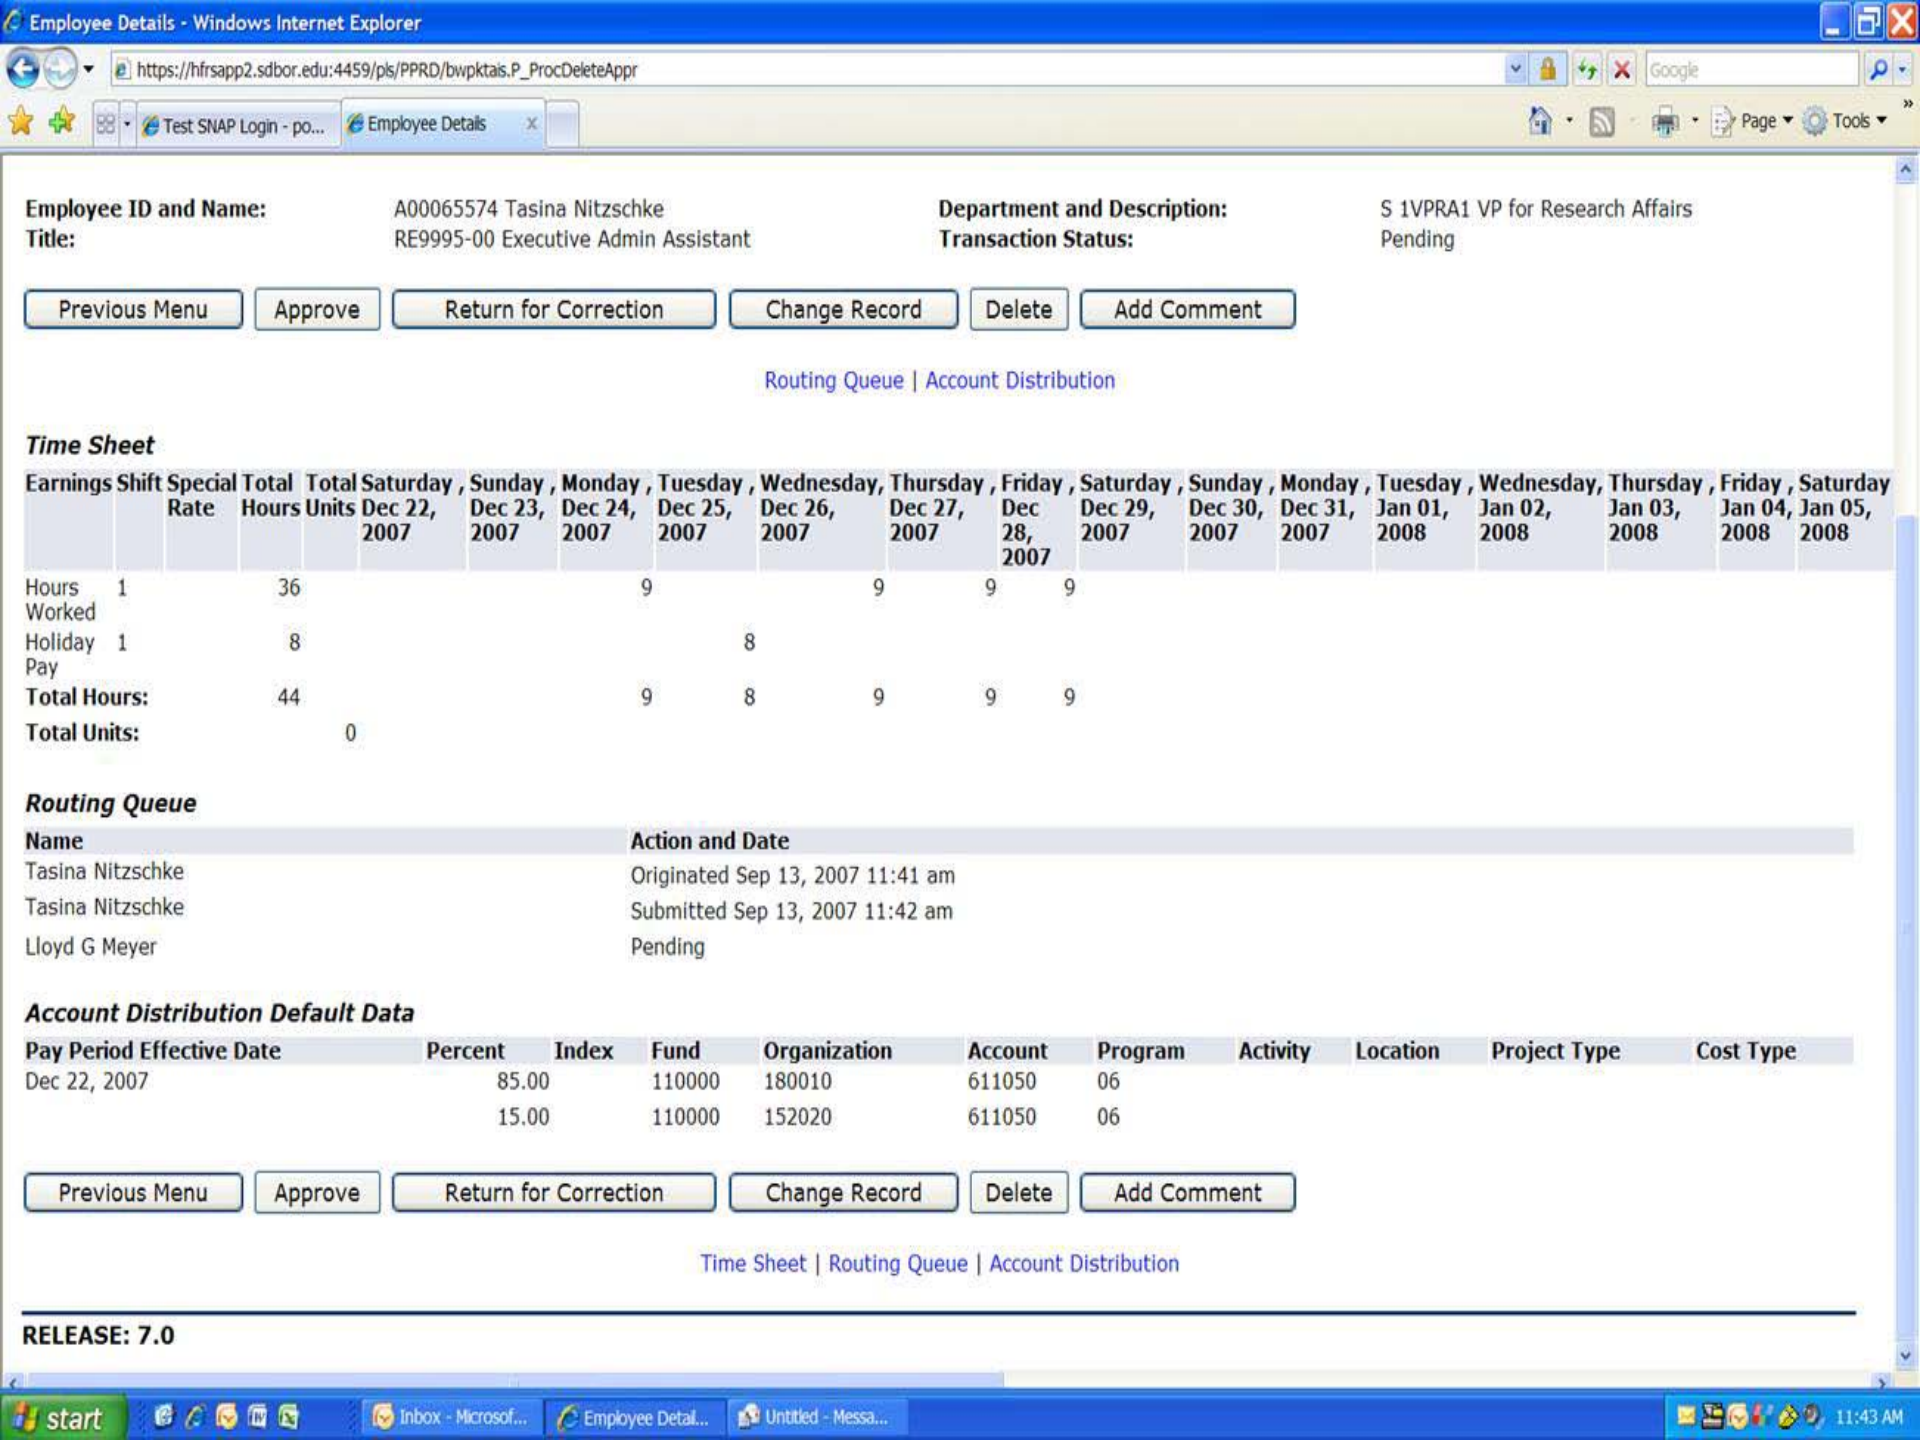 Employee Details - Windows Internet Explorer
https://hfrsapp2.sdbor.edu:4459/pls/PPRD/bwpktais.P_ProcDeleteAppr
Google
Test SNAP Login - po...
Employee Details
x
Page
Tools
»
Employee ID and Name: A00065574 Tasina Nitzschke Department and Description: S 1VPRA1 VP for Research Affairs
Title: RE9995-00 Executive Admin Assistant Transaction Status: Pending
Previous Menu Approve Return for Correction Change Record Delete Add Comment
Routing Queue | Account Distribution
Time Sheet
Earnings Shift Special Total Total Saturday , Sunday , Monday , Tuesday , Wednesday, Thursday , Friday , Saturday , Sunday , Monday , Tuesday , Wednesday, Thursday , Friday , Saturday
Rate Hours Units Dec 22, Dec 23, Dec 24, Dec 25, Dec 26, Dec 27, Dec Dec 29, Dec 30, Dec 31, Jan 01, Jan 02, Jan 03, Jan 04, Jan 05,
2007 2007 2007 2007 2007 2007 28, 2007 2007 2007 2008 2008 2008 2008 2008
2007
Hours 1 36 9 9 9 9
Worked
Holiday 1 8 8
Pay
Total Hours: 44 9 8 9 9 9
Total Units: 0
Routing Queue
Name Action and Date
Tasina Nitzschke Originated Sep 13, 2007 11:41 am
Tasina Nitzschke Submitted Sep 13, 2007 11:42 am
Lloyd G Meyer Pending
Account Distribution Default Data
Pay Period Effective Date Percent Index Fund Organization Account Program Activity Location Project Type Cost Type
Dec 22, 2007 85.00 110000 180010 611050 06
15.00 110000 152020 611050 06
Previous Menu Approve Return for Correction Change Record Delete Add Comment
Time Sheet | Routing Queue | Account Distribution
RELEASE: 7.0
start Inbox - Microsof... Employee Detail... Untitled - Messa... 11:43 AM